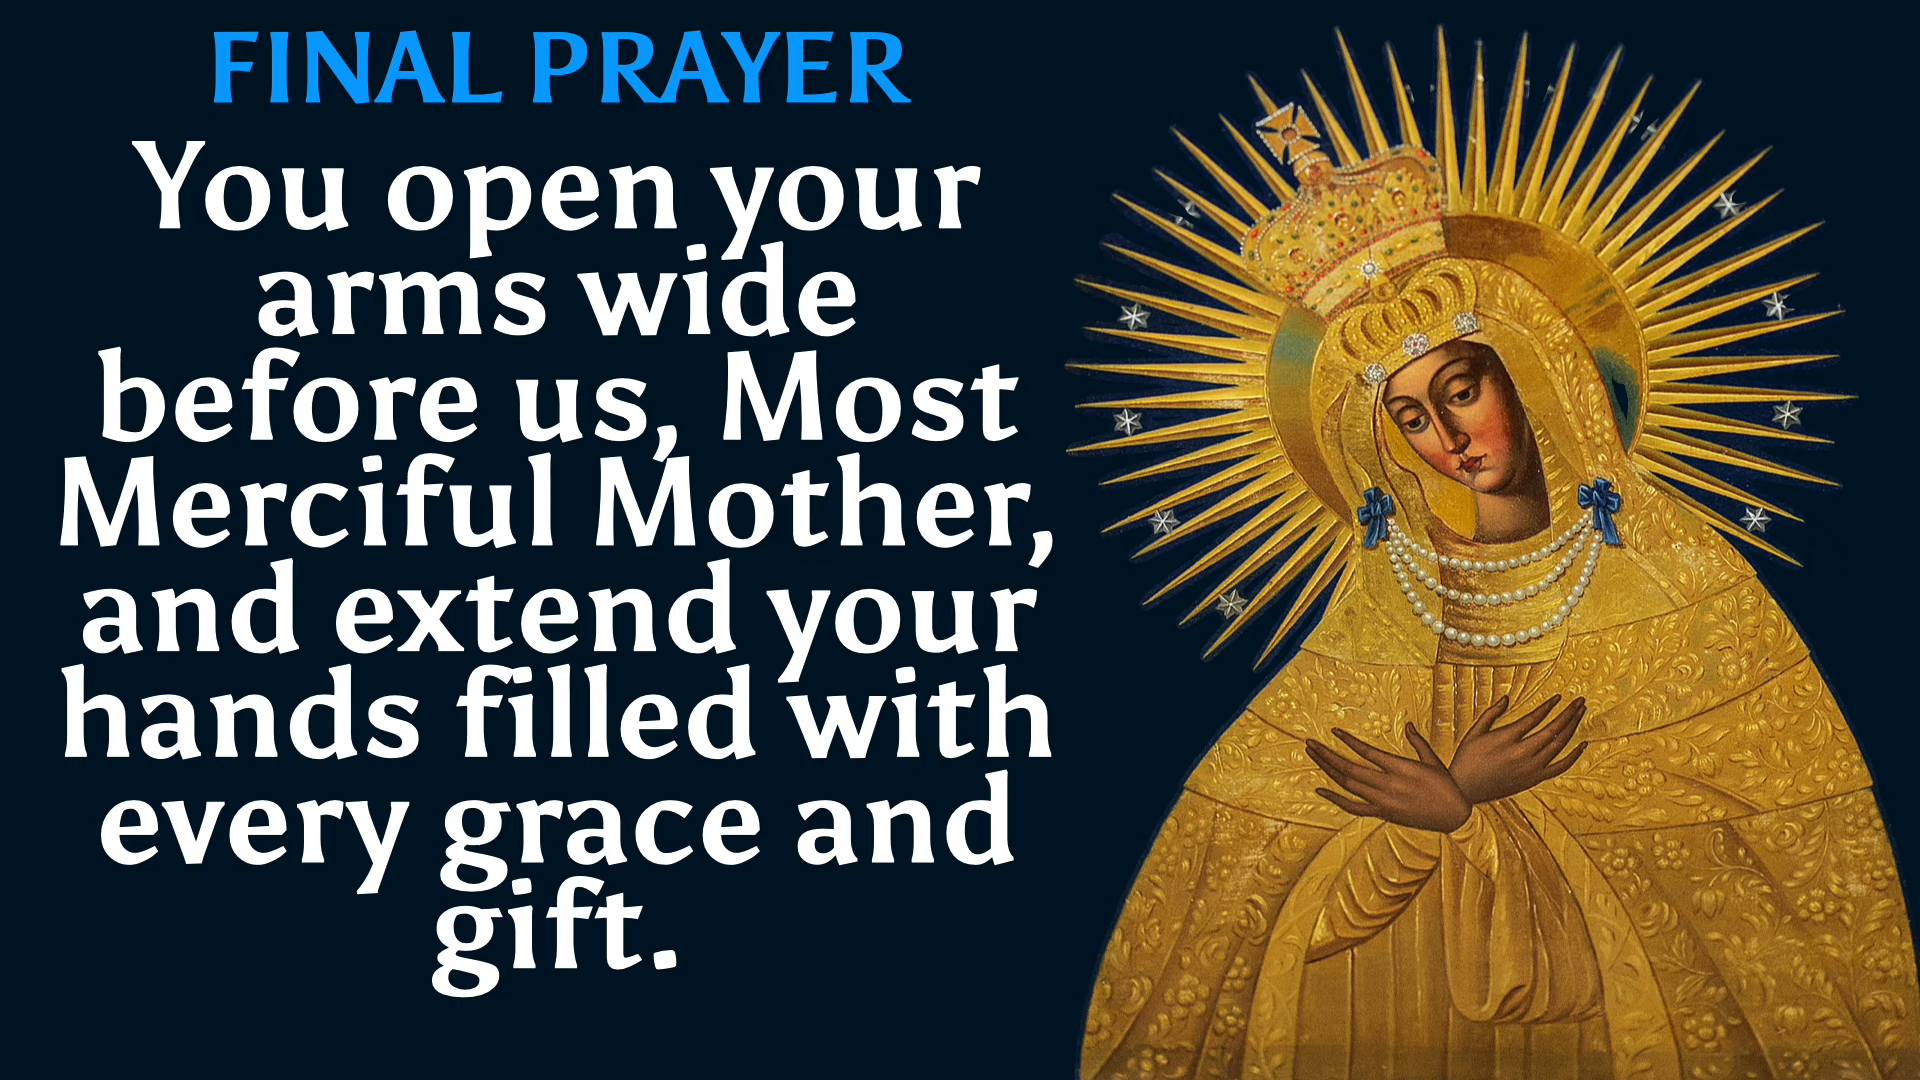 FINAL PRAYER
You open your
arms wide
before us, Most
Merciful Mother,
and extend your
hands filled with
every grace and
gift.